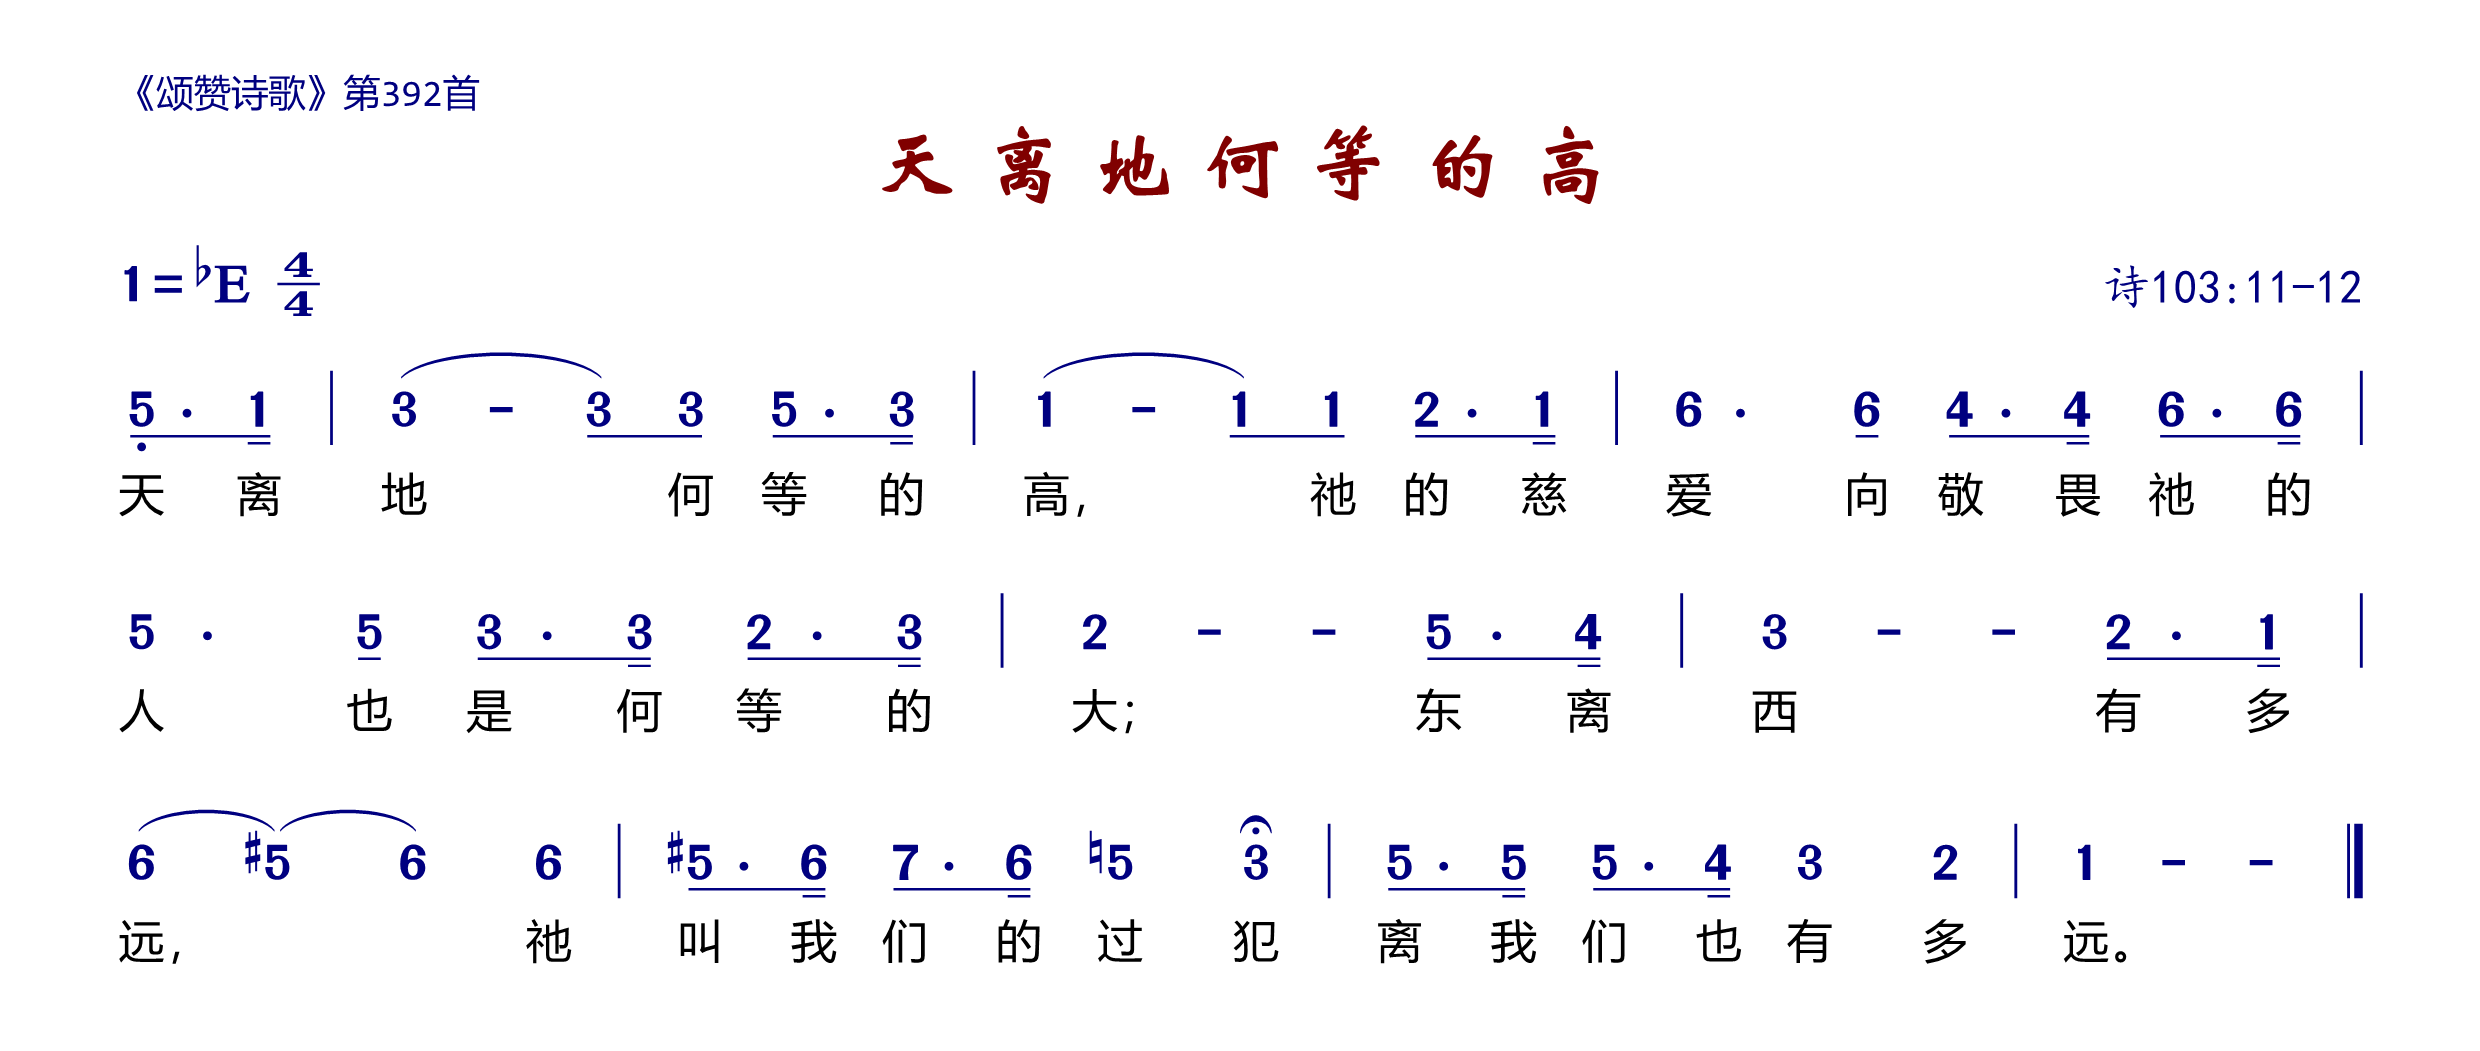 《颂赞诗歌》第392首
天离地何等的高
1=♭E 4/4
诗103:11-12
5̣ · 1 | 3 - 3 3 5 · 3 | 1 - 1 1 2 · 1 | 6 · 6 4 · 4 6 · 6 |
天离地何等的高,祂的慈爱向敬畏祂的
5 · 5 3 · 3 2 · 3 | 2 - - 5 · 4 | 3 - - 2 · 1 |
人也是何等的大;东离西有多
6 #5 6 6 | #5 · 6 7 · 6 ♮5 3 | 5 · 5 5 · 4 3 2 | 1 - - ‖
远,祂叫我们的过犯离我们也有多远。